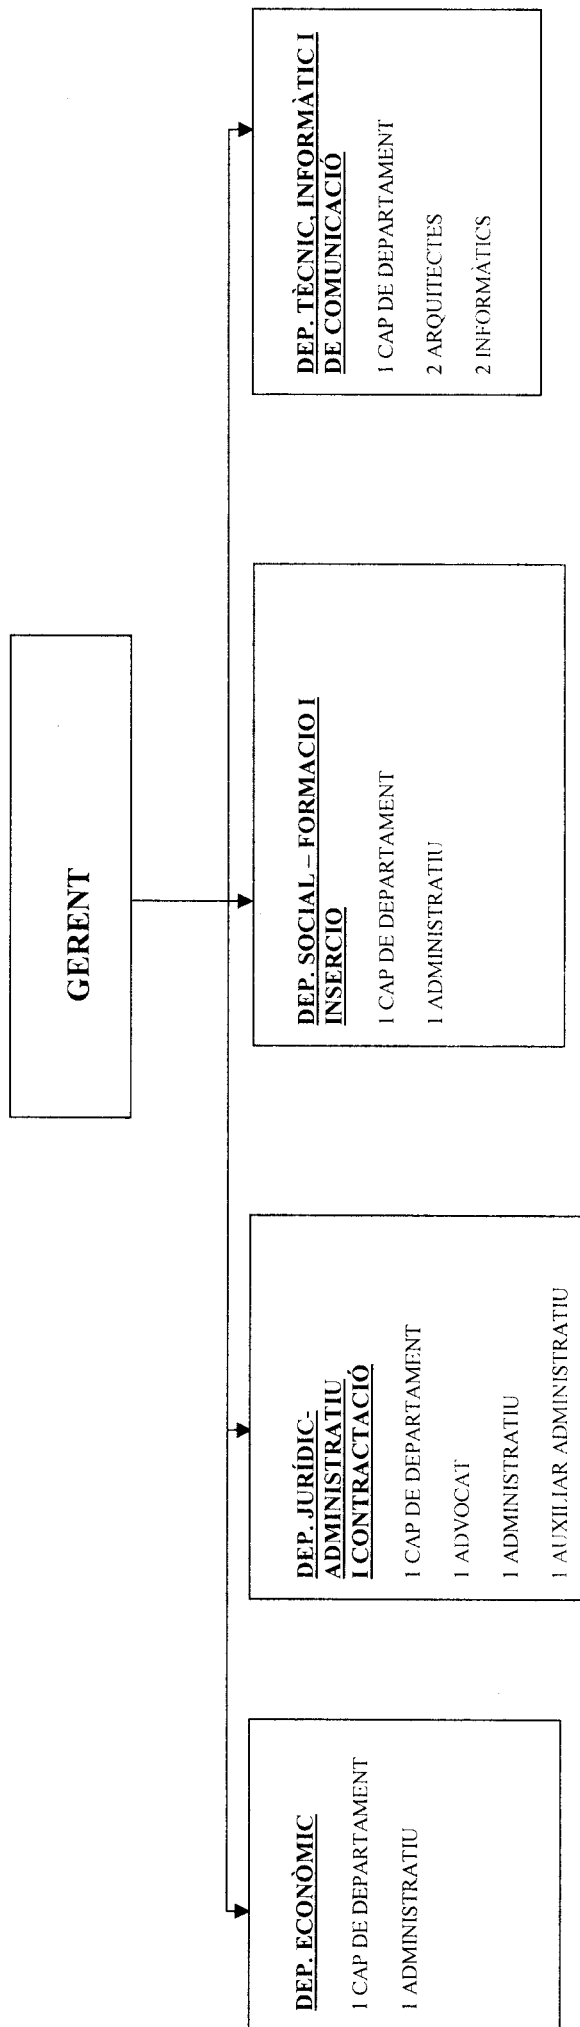 GERENT
DEP. ECONÒMIC
1 CAP DE DEPARTAMENT
1 ADMINISTRATIU
DEP. JURÍDIC-
ADMINISTRATIU
I CONTRACTACIÓ
1 CAP DE DEPARTAMENT
1 ADVOCAT
1 ADMINISTRATIU
1 AUXILIAR ADMINISTRATIU
DEP. SOCIAL – FORMACIO I
INSERCIO
1 CAP DE DEPARTAMENT
1 ADMINISTRATIU
DEP. TÈCNIC, INFORMÀTIC I
DE COMUNICACIÓ
1 CAP DE DEPARTAMENT
2 ARQUITECTES
2 INFORMÀTICS